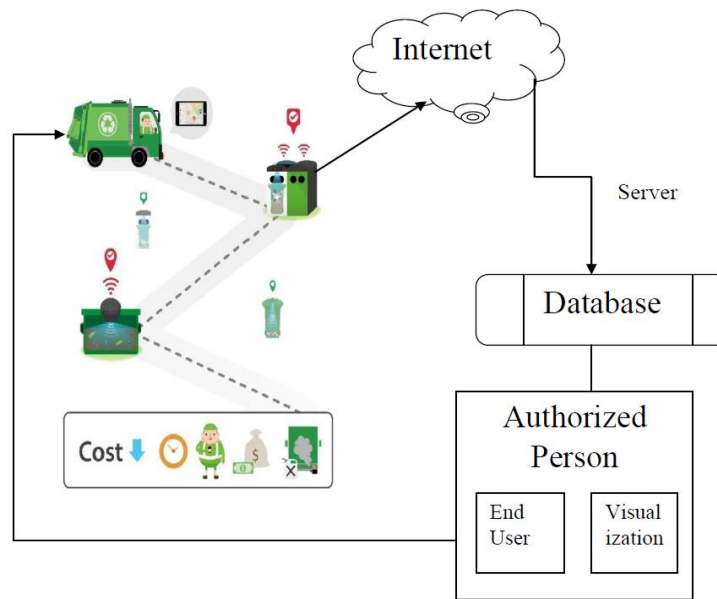 Internet
Server
Database
Authorized
Person
End
User
Visual
ization
Cost
$